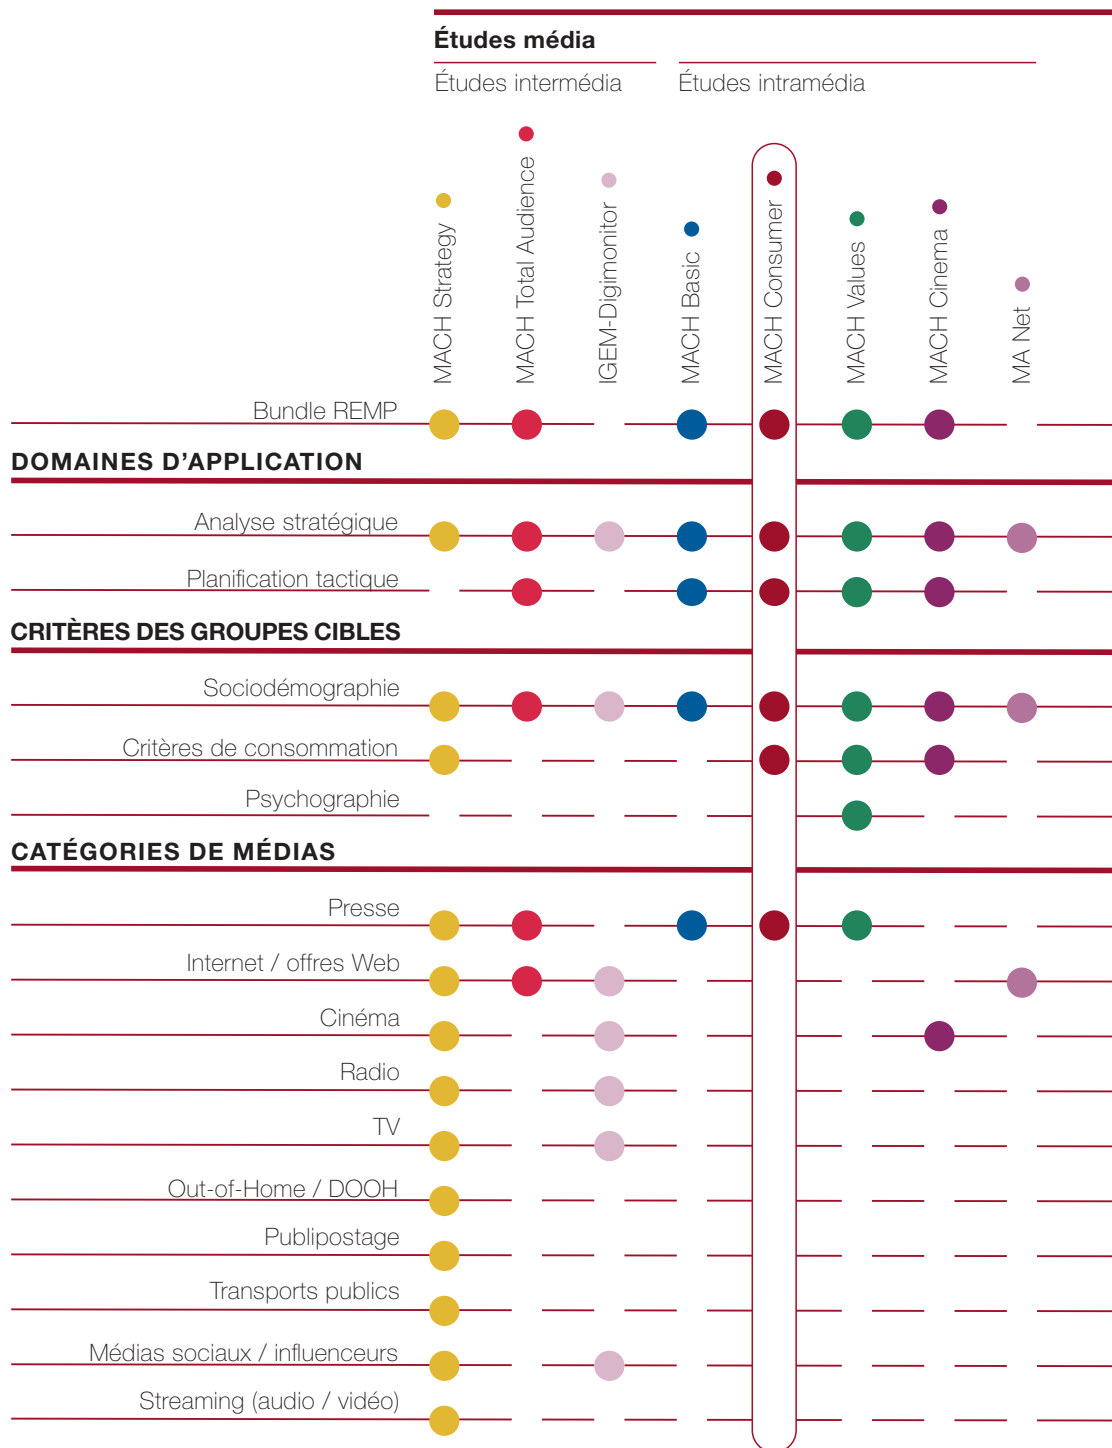 Études média
Études intermédia
Études intramédia
MACH Strategy
MACH Total Audience
IGEM-Digimonitor
MACH Basic
MACH Consumer
MACH Values
MACH Cinema
MA Net
Bundle REMP
DOMAINES D’APPLICATION
Analyse stratégique
Planification tactique
CRITÈRES DES GROUPES CIBLES
Sociodémographie
Critères de consommation
Psychographie
CATÉGORIES DE MÉDIAS
Presse
Internet / offres Web
Cinéma
Radio
TV
Out-of-Home / DOOH
Publipostage
Transports publics
Médias sociaux / influenceurs
Streaming (audio / vidéo)